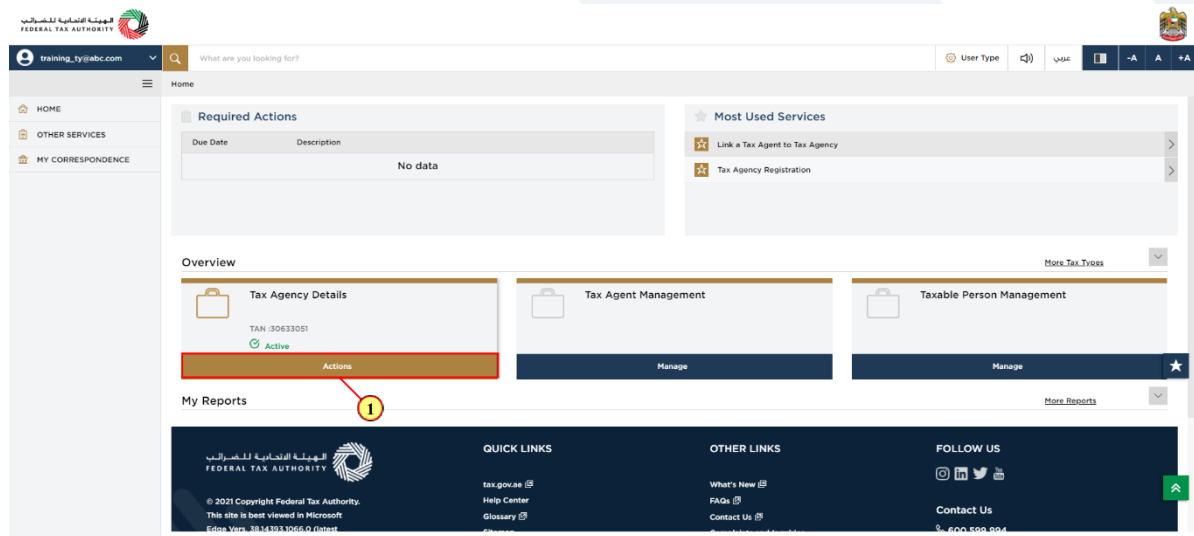 الهيئة الاتحادية للضرائب
FEDERAL TAX AUTHORITY
training_ty@abc.com
What are you looking for?
User Type
عربي
-A A +A
Home
HOME
OTHER SERVICES
MY CORRESPONDENCE
Required Actions
Due Date Description
No data
Most Used Services
Link a Tax Agent to Tax Agency
Tax Agency Registration
Overview
More Tax Types
Tax Agency Details
TAN :30633051
Active
Actions
Tax Agent Management
Manage
Taxable Person Management
Manage
1
My Reports
More Reports
الهيئة الاتحادية للضرائب
FEDERAL TAX AUTHORITY
© 2021 Copyright Federal Tax Authority.
This site is best viewed in Microsoft
Edge Vers. 38.14393.1066.0 (latest
QUICK LINKS
tax.gov.ae
Help Center
Glossary
Sitemap
OTHER LINKS
What's New
FAQs
Contact Us
FOLLOW US
You
Contact Us
600 599 994